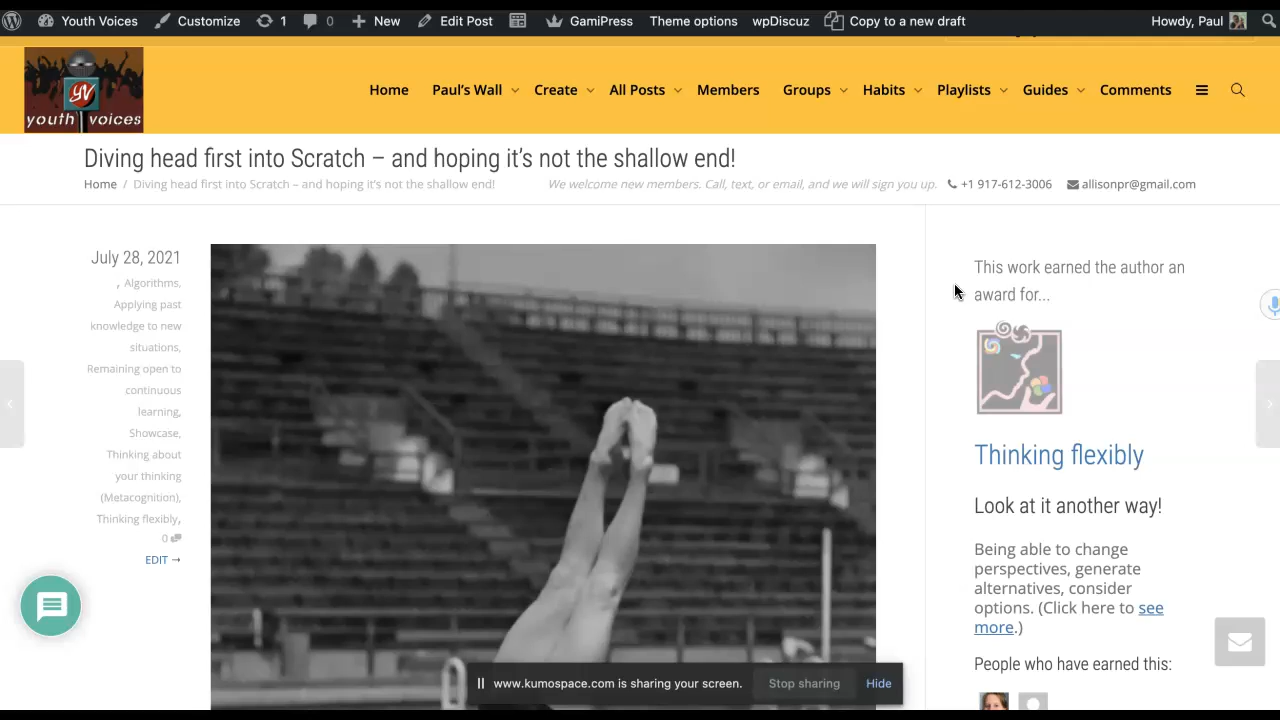 Youth Voices Customize 1 0 New Edit Post GamiPress Theme options wpDiscuz Copy to a new draft Howdy, Paul
YV
youth voices
Home Paul's Wall Create All Posts Members Groups Habits Playlists Guides Comments
Diving head first into Scratch – and hoping it's not the shallow end!
Home / Diving head first into Scratch – and hoping it's not the shallow end! We welcome new members. Call, text, or email, and we will sign you up. +1 917-612-3006 allisonpr@gmail.com
July 28, 2021
, Algorithms,
Applying past
knowledge to new
situations,
Remaining open to
continuous
learning,
Showcase,
Thinking about
your thinking
(Metacognition),
Thinking flexibly,
0
EDIT →
This work earned the author an
award for...
Thinking flexibly
Look at it another way!
Being able to change
perspectives, generate
alternatives, consider
options. (Click here to see
more.)
People who have earned this:
www.kumospace.com is sharing your screen. Stop sharing Hide